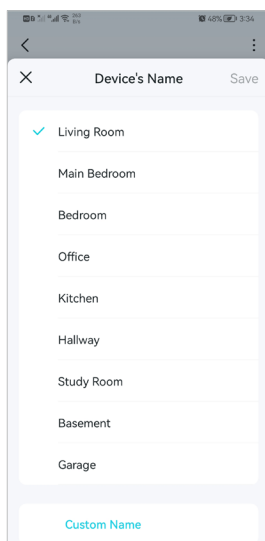 363
B/s
48%
3:34
Device's Name
Save
Living Room
Main Bedroom
Bedroom
Office
Kitchen
Hallway
Study Room
Basement
Garage
Custom Name